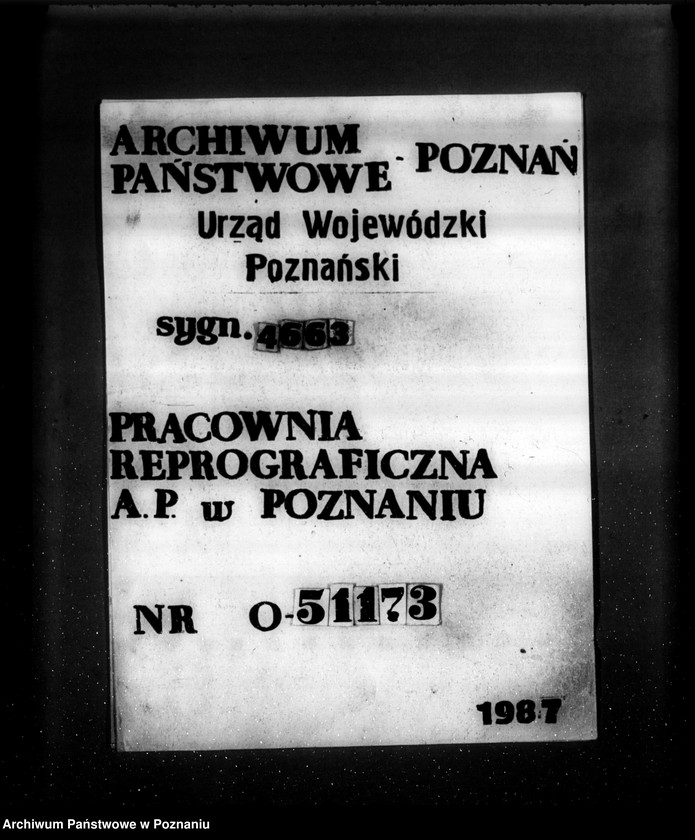 ARCHIWUM
PAŃSTWOWE - POZNAŃ
Urząd Wojewódzki
Poznański
sygn. 4663
PRACOWNIA
REPROGRAFICZNA
A.P. w POZNANIU
NR O-51173
1987
Archiwum Państwowe w Poznaniu